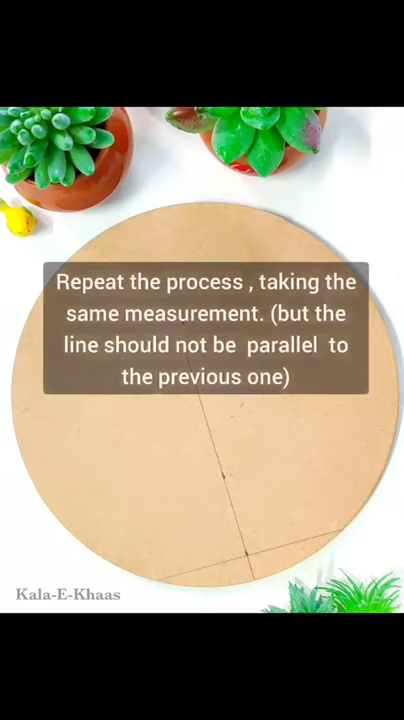 Repeat the process , taking the
same measurement. (but the
line should not be parallel to
the previous one)
Kala-E-Khaas